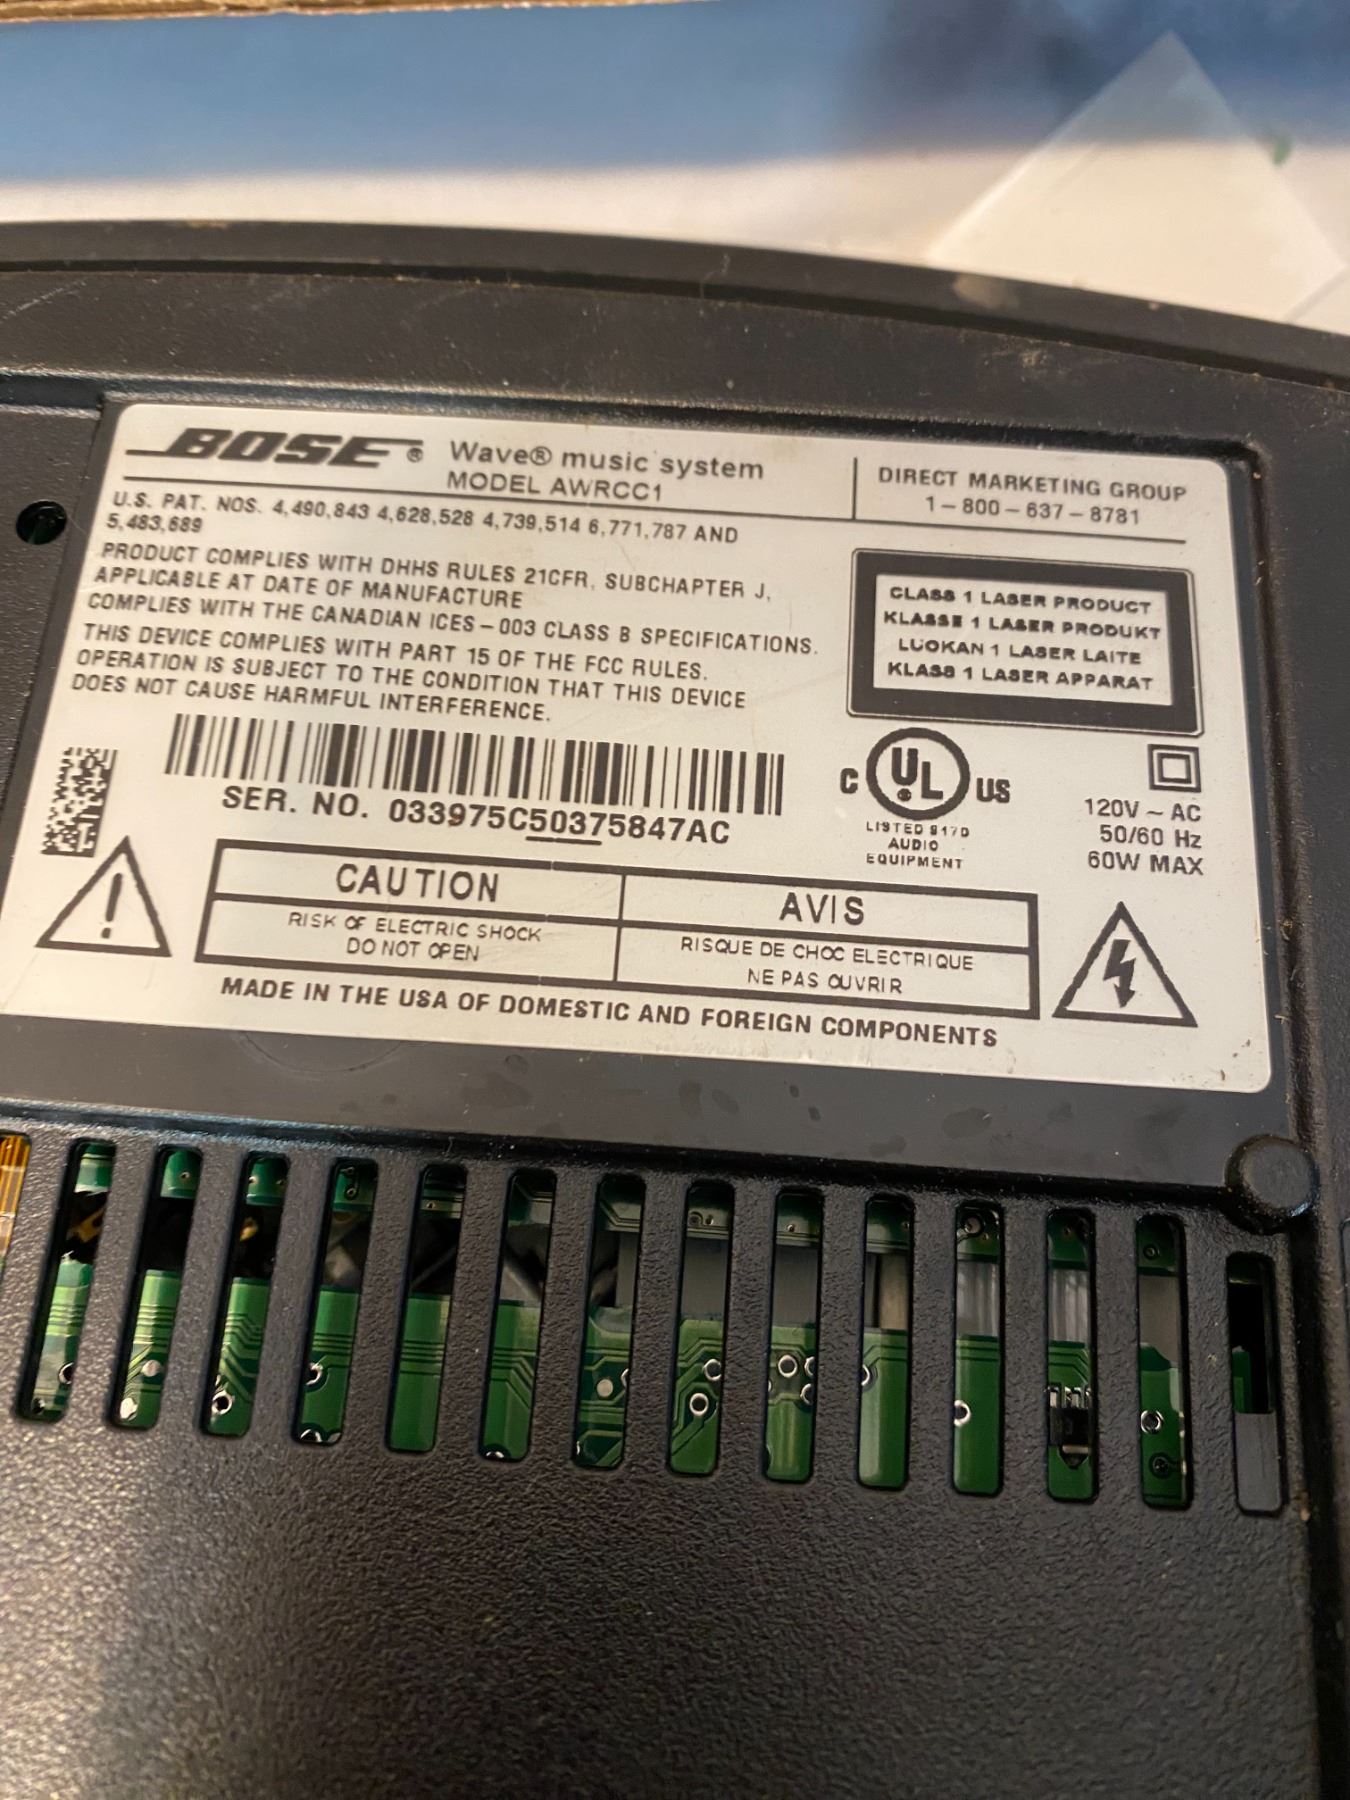 BOSE® Wave® music system
MODEL AWRCC1
DIRECT MARKETING GROUP
1-800-637-8781
U.S. PAT. NOS. 4,490,843 4,628,528 4,739,514 6,771,787 AND
5,483,689
PRODUCT COMPLIES WITH DHHS RULES 21CFR, SUBCHAPTER J,
APPLICABLE AT DATE OF MANUFACTURE
COMPLIES WITH THE CANADIAN ICES-003 CLASS B SPECIFICATIONS.
THIS DEVICE COMPLIES WITH PART 15 OF THE FCC RULES.
OPERATION IS SUBJECT TO THE CONDITION THAT THIS DEVICE
DOES NOT CAUSE HARMFUL INTERFERENCE.
CLASS 1 LASER PRODUCT
KLASSE 1 LASER PRODUKT
LUOKAN 1 LASER LAITE
KLASS 1 LASER APPARAT
SER. NO. 033975C50375847AC
C UL US
LISTED 917D
AUDIO
EQUIPMENT
120V ~ AC
50/60 Hz
60W MAX
CAUTION
RISK OF ELECTRIC SHOCK
DO NOT OPEN
AVIS
RISQUE DE CHOC ELECTRIQUE
NE PAS OUVRIR
MADE IN THE USA OF DOMESTIC AND FOREIGN COMPONENTS